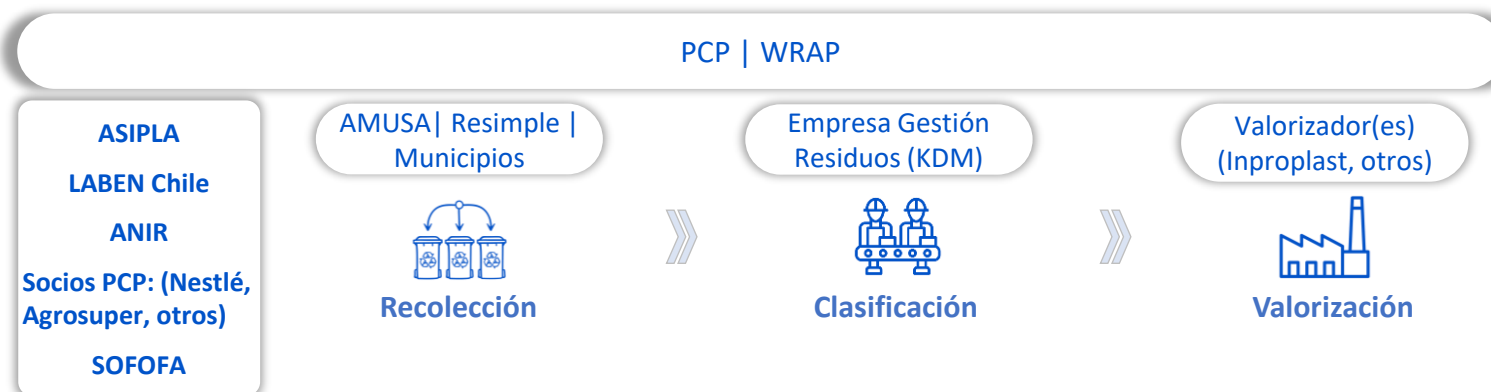 PCP | WRAP
ASIPLA
LABEN Chile
ANIR
Socios PCP: (Nestlé,
Agrosuper, otros)
SOFOFA
AMUSA| Resimple |
Municipios
Recolección
Empresa Gestión
Residuos (KDM)
Clasificación
Valorizador(es)
(Inproplast, otros)
Valorización